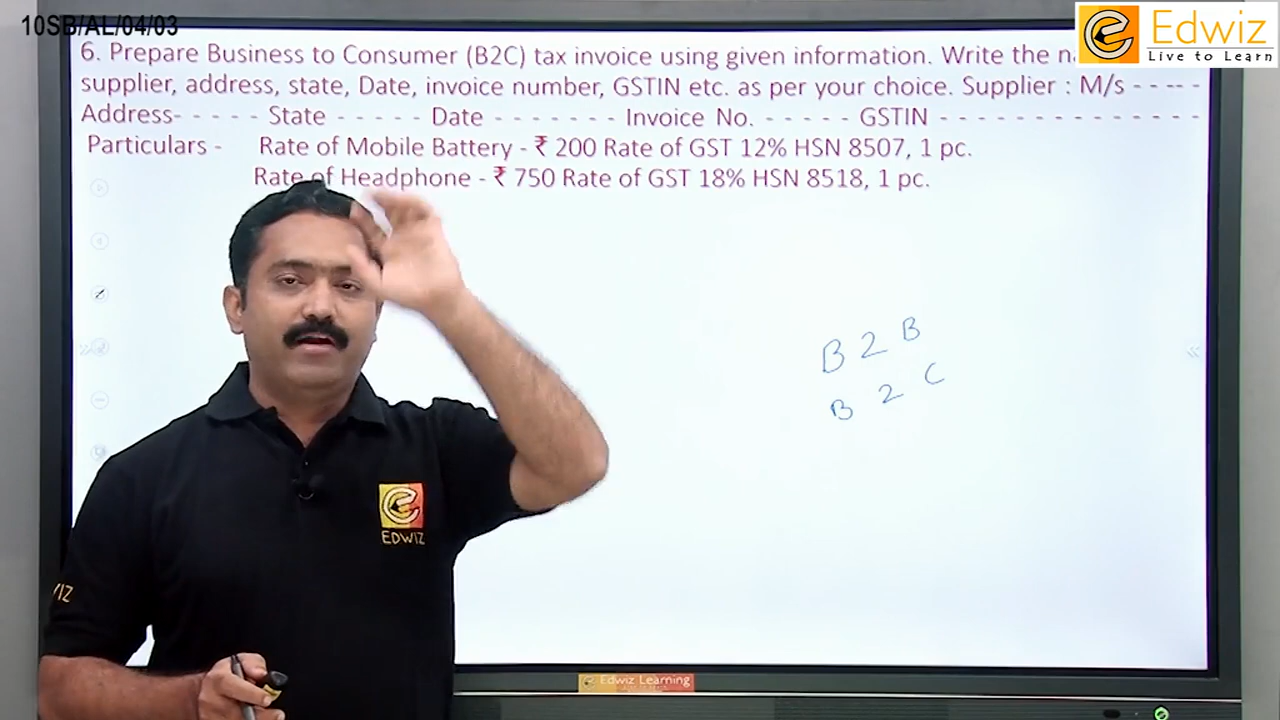 10SB/AL/04/03
Edwiz
Live to Learn
6. Prepare Business to Consumer (B2C) tax invoice using given information. Write the
supplier, address, state, Date, invoice number, GSTIN etc. as per your choice. Supplier : M/s - - -- -
Address- - - - - State - - - - - Date - - - - - - - Invoice No. - - - - - GSTIN - - - - - - - - - - - - - -
Particulars - Rate of Mobile Battery - ₹ 200 Rate of GST 12% HSN 8507, 1 pc.
Rate of Headphone - ₹ 750 Rate of GST 18% HSN 8518, 1 pc.
B 2 B
B 2 C
EDWIZ
Edwiz Learning